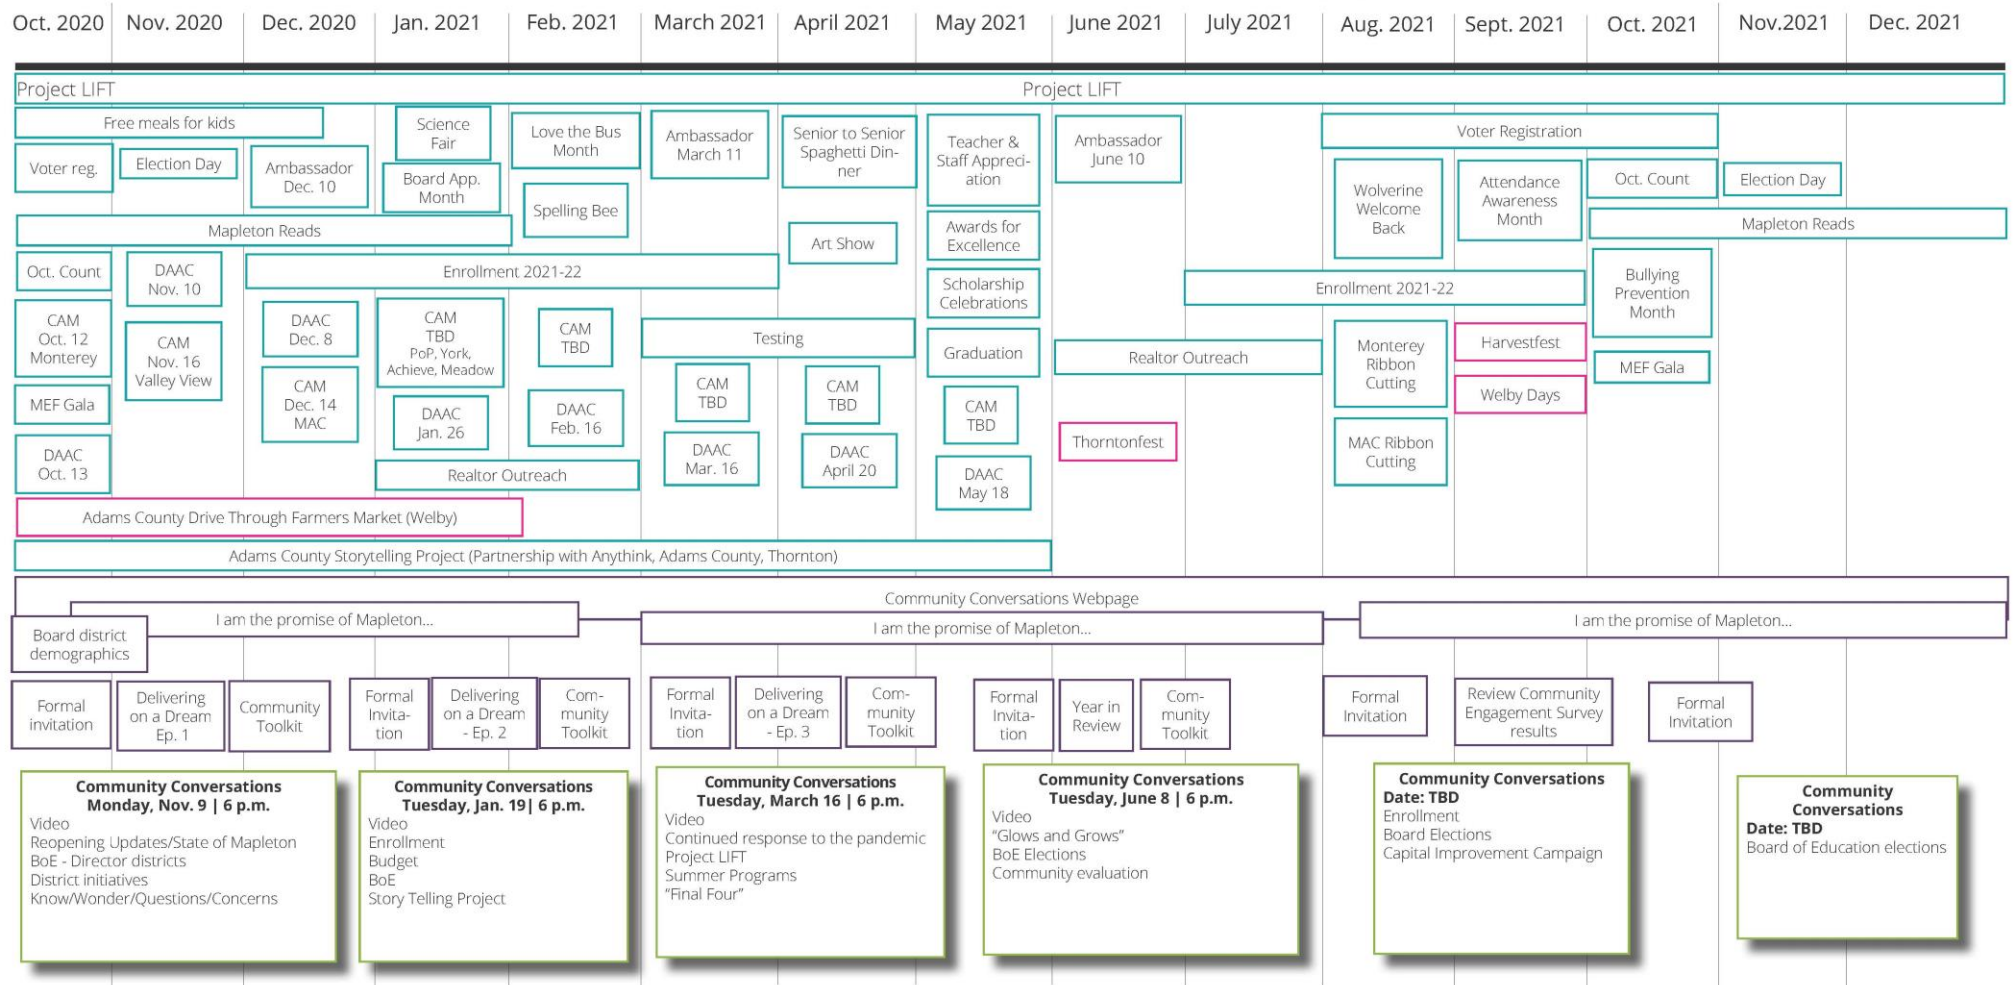 Oct. 2020
Nov. 2020
Dec. 2020
Jan. 2021
Feb. 2021
March 2021
April 2021
May 2021
June 2021
July 2021
Aug. 2021
Sept. 2021
Oct. 2021
Nov.2021
Dec. 2021
Project LIFT
Project LIFT
Free meals for kids
Voter reg.
Election Day
Ambassador
Dec. 10
Science
Fair
Board App.
Month
Love the Bus
Month
Spelling Bee
Ambassador
March 11
Senior to Senior
Spaghetti Din-
ner
Art Show
Teacher &
Staff Appreci-
ation
Awards for
Excellence
Scholarship
Celebrations
Graduation
Ambassador
June 10
Voter Registration
Wolverine
Welcome
Back
Attendance
Awareness
Month
Oct. Count
Election Day
Mapleton Reads
Mapleton Reads
Oct. Count
DAAC
Nov. 10
Enrollment 2021-22
Enrollment 2021-22
Bullying
Prevention
Month
CAM
Oct. 12
Monterey
CAM
Nov. 16
Valley View
DAAC
Dec. 8
CAM
TBD
PoP, York,
Achieve, Meadow
CAM
TBD
Testing
Realtor Outreach
Monterey
Ribbon
Cutting
Harvestfest
MEF Gala
MEF Gala
CAM
Dec. 14
MAC
DAAC
Jan. 26
DAAC
Feb. 16
CAM
TBD
CAM
TBD
CAM
TBD
Welby Days
DAAC
Oct. 13
Realtor Outreach
DAAC
Mar. 16
DAAC
April 20
DAAC
May 18
Thorntonfest
MAC Ribbon
Cutting
Adams County Drive Through Farmers Market (Welby)
Adams County Storytelling Project (Partnership with Anythink, Adams County, Thornton)
Community Conversations Webpage
I am the promise of Mapleton...
I am the promise of Mapleton...
I am the promise of Mapleton...
Board district
demographics
Formal
invitation
Delivering
on a Dream
Ep. 1
Community
Toolkit
Formal
Invita-
tion
Delivering
on a Dream
- Ep. 2
Com-
munity
Toolkit
Formal
Invita-
tion
Delivering
on a Dream
- Ep. 3
Com-
munity
Toolkit
Formal
Invita-
tion
Year in
Review
Com-
munity
Toolkit
Formal
Invitation
Review Community
Engagement Survey
results
Formal
Invitation
Community Conversations
Monday, Nov. 9 | 6 p.m.
Video
Reopening Updates/State of Mapleton
BoE - Director districts
District initiatives
Know/Wonder/Questions/Concerns
Community Conversations
Tuesday, Jan. 19| 6 p.m.
Video
Enrollment
Budget
BoE
Story Telling Project
Community Conversations
Tuesday, March 16 | 6 p.m.
Video
Continued response to the pandemic
Project LIFT
Summer Programs
“Final Four”
Community Conversations
Tuesday, June 8 | 6 p.m.
Video
“Glows and Grows”
BoE Elections
Community evaluation
Community Conversations
Date: TBD
Enrollment
Board Elections
Capital Improvement Campaign
Community
Conversations
Date: TBD
Board of Education elections